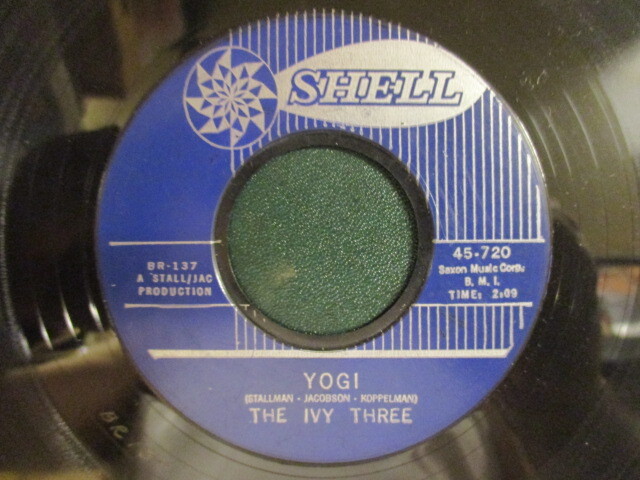 SHELL
BR-137
A STALL/JAC
PRODUCTION
45-720
Saxon Music Corp.
B. M. I.
TIME: 2:09
YOGI
(STALLMAN - JACOBSON - KOPPELMAN)
THE IVY THREE